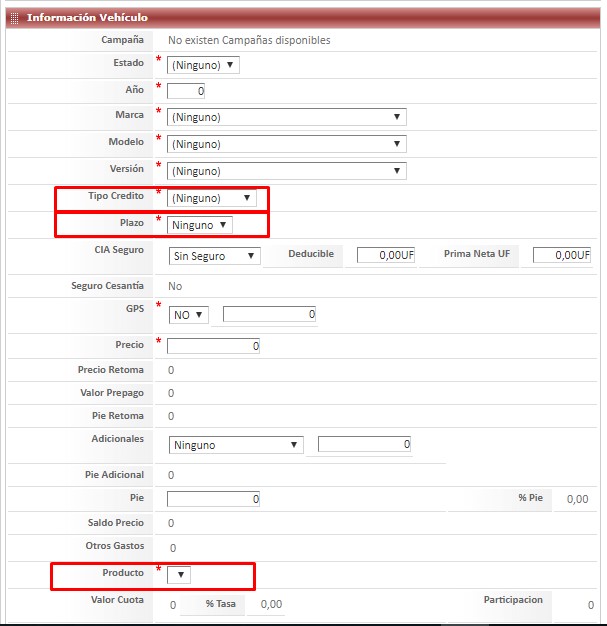 Información Vehículo
Campaña No existen Campañas disponibles
Estado * (Ninguno)
Año * 0
Marca * (Ninguno)
Modelo * (Ninguno)
Versión * (Ninguno)
Tipo Credito * (Ninguno)
Plazo * Ninguno
CIA Seguro Sin Seguro Deducible 0,00UF Prima Neta UF 0,00UF
Seguro Cesantía No
GPS * NO 0
Precio * 0
Precio Retoma 0
Valor Prepago 0
Pie Retoma 0
Adicionales Ninguno 0
Pie Adicional 0
Pie 0 % Pie 0,00
Saldo Precio 0
Otros Gastos 0
Producto *
Valor Cuota 0 % Tasa 0,00 Participacion 0